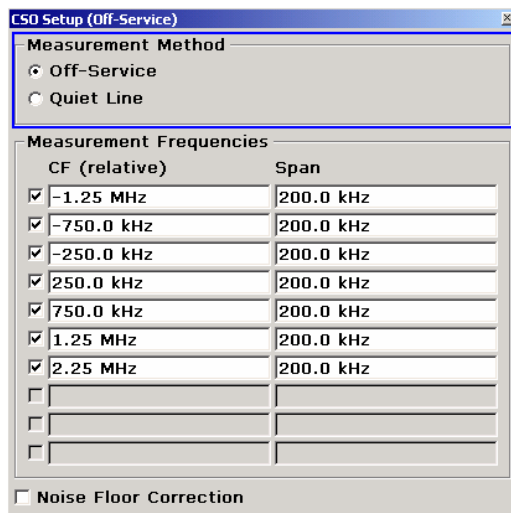 CSO Setup (Off-Service)
Measurement Method
Off-Service
Quiet Line
Measurement Frequencies
CF (relative) Span
-1.25 MHz 200.0 kHz
-750.0 kHz 200.0 kHz
-250.0 kHz 200.0 kHz
250.0 kHz 200.0 kHz
750.0 kHz 200.0 kHz
1.25 MHz 200.0 kHz
2.25 MHz 200.0 kHz
Noise Floor Correction